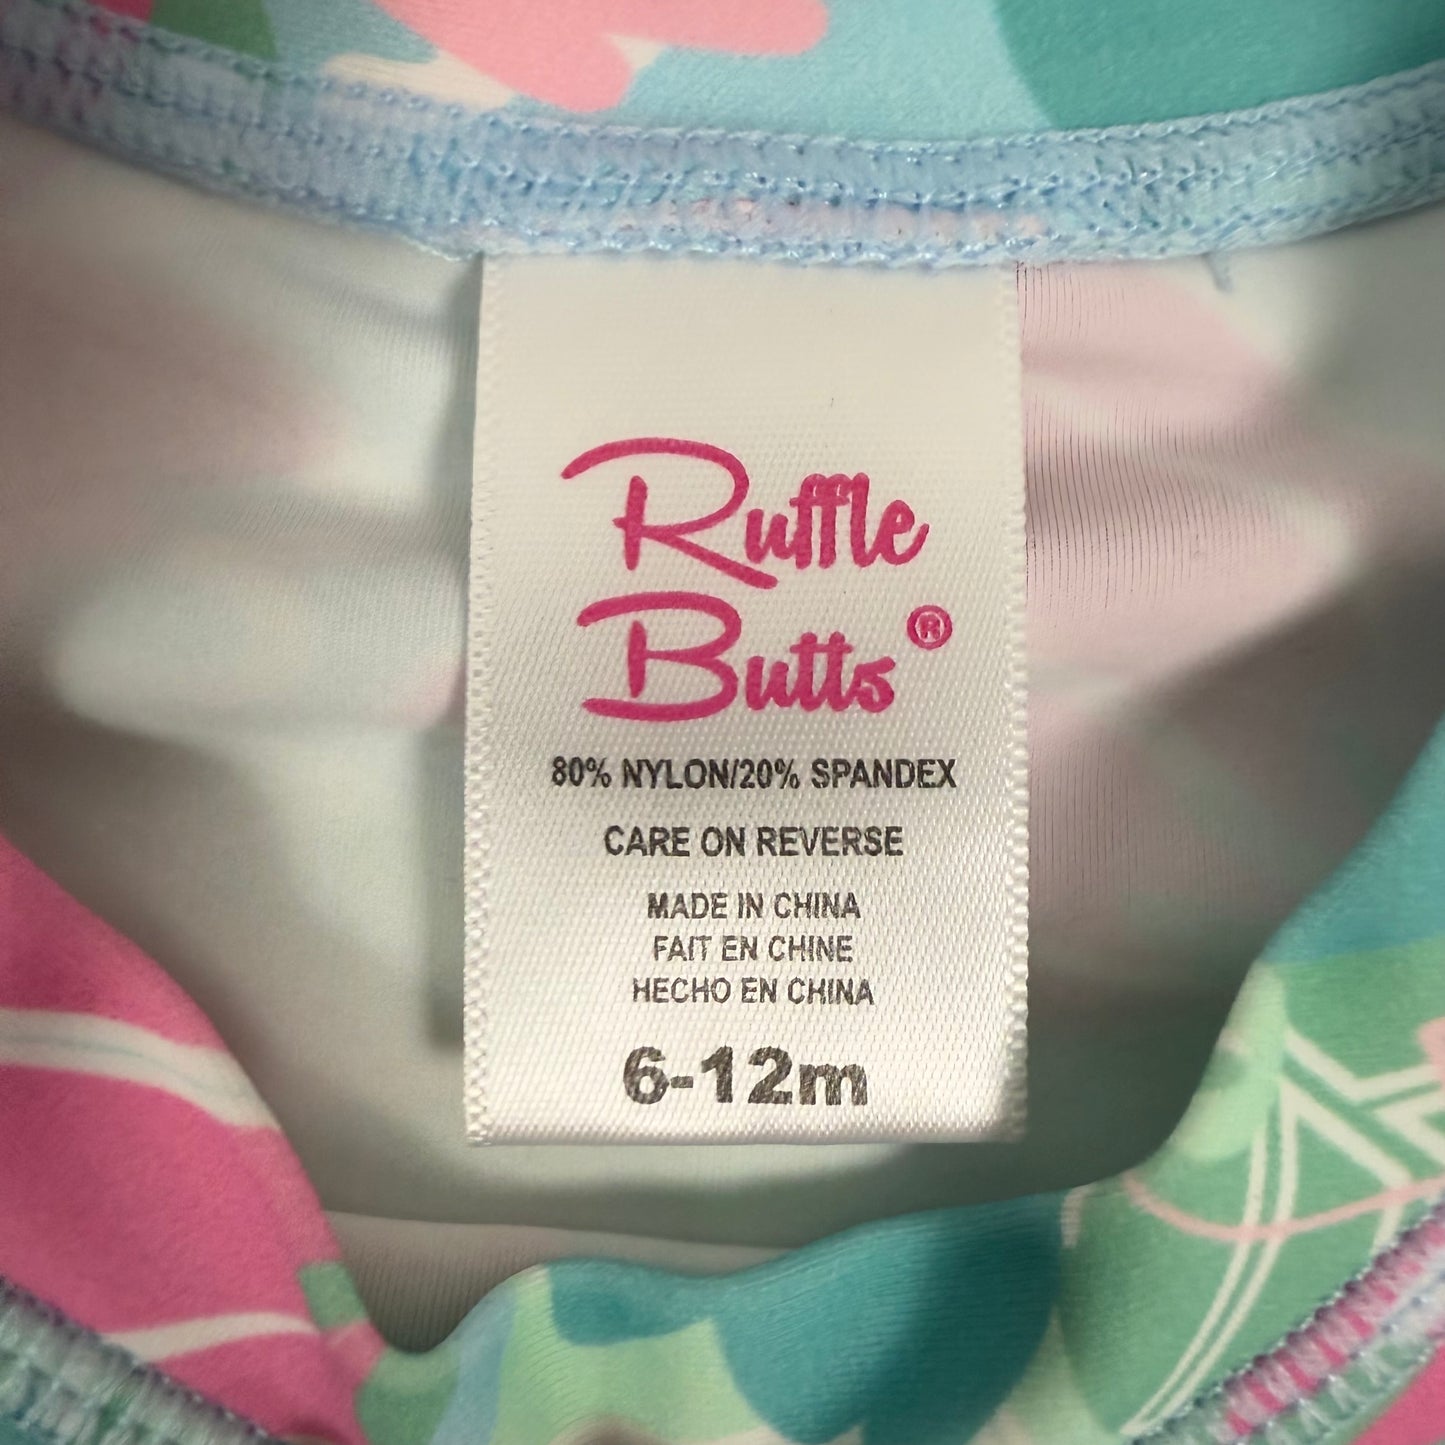 Ruffle
Butts®
80% NYLON/20% SPANDEX
CARE ON REVERSE
MADE IN CHINA
FAIT EN CHINE
HECHO EN CHINA
6-12m